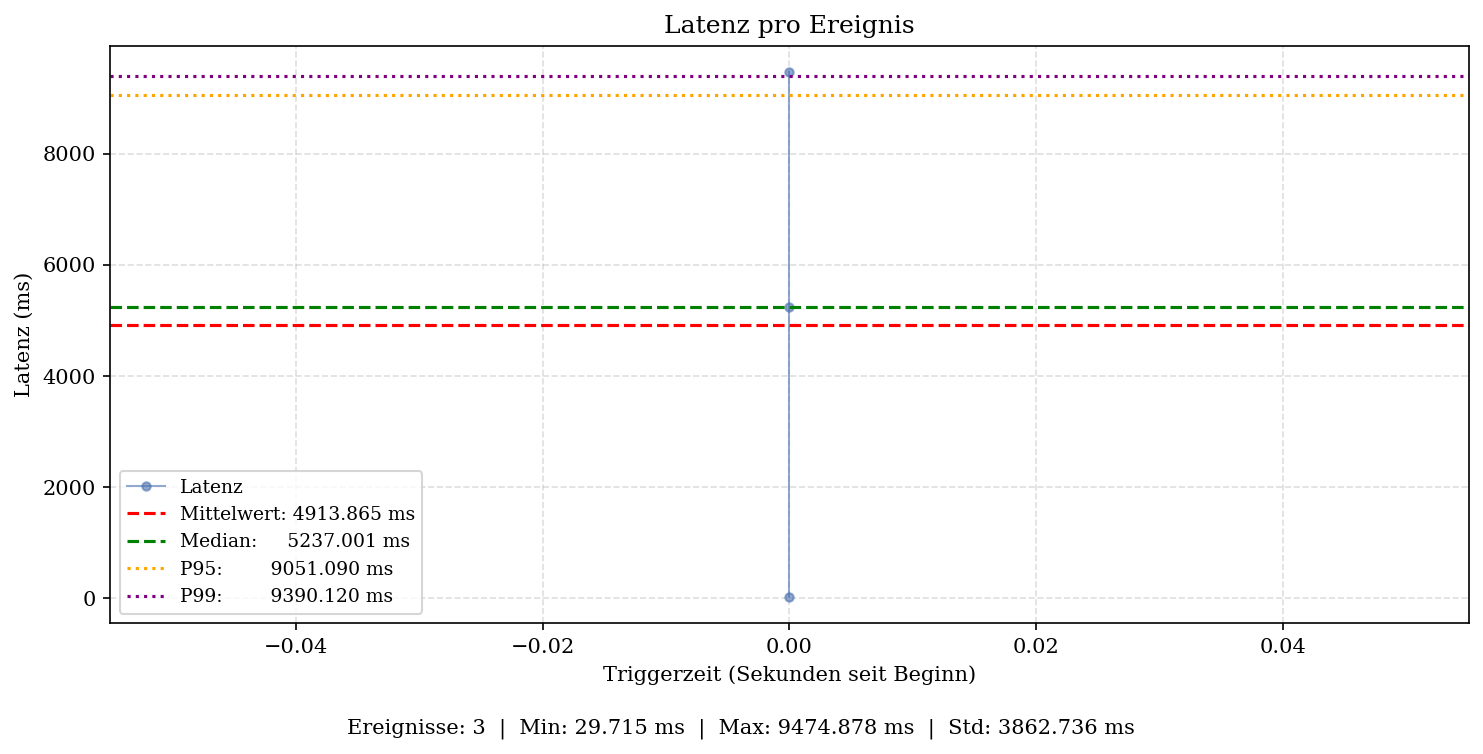 Latenz pro Ereignis
Latenz (ms)
8000
6000
4000
2000
0
Latenz
Mittelwert: 4913.865 ms
Median: 5237.001 ms
P95: 9051.090 ms
P99: 9390.120 ms
−0.04 −0.02 0.00 0.02 0.04
Triggerzeit (Sekunden seit Beginn)
Ereignisse: 3 | Min: 29.715 ms | Max: 9474.878 ms | Std: 3862.736 ms